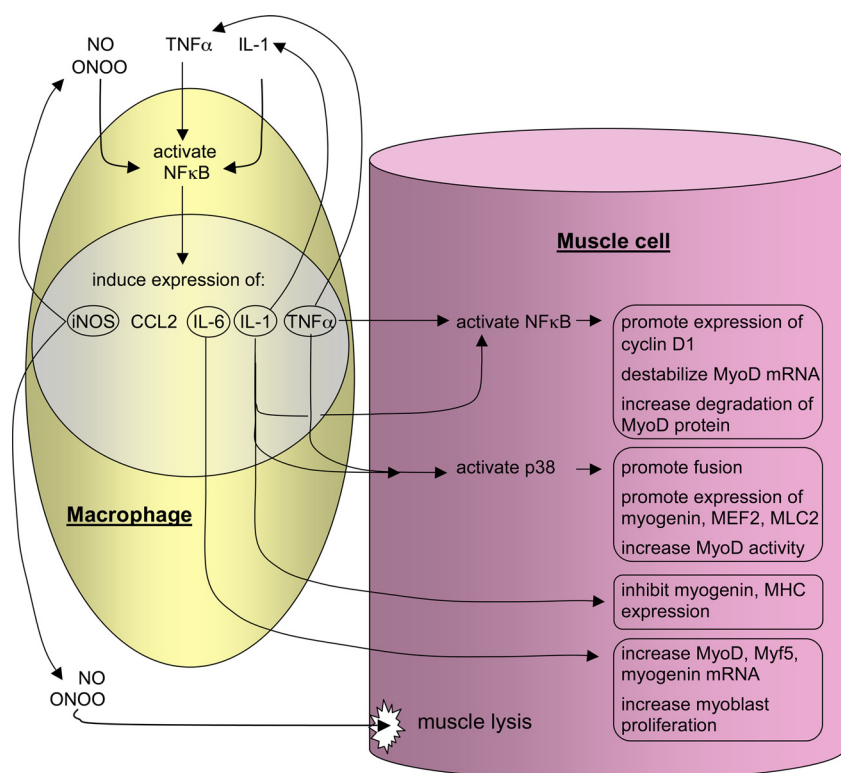 NO
ONOO
TNFα
IL-1
activate
NFκB
induce expression of:
iNOS
CCL2
IL-6
IL-1
TNFα
Macrophage
NO
ONOO
Muscle cell
activate NFκB
promote expression of
cyclin D1
destabilize MyoD mRNA
increase degradation of
MyoD protein
activate p38
promote fusion
promote expression of
myogenin, MEF2, MLC2
increase MyoD activity
inhibit myogenin, MHC
expression
increase MyoD, Myf5,
myogenin mRNA
increase myoblast
proliferation
muscle lysis